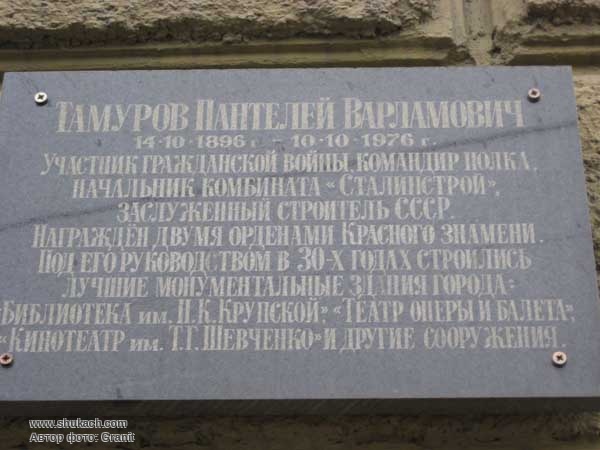 Тамуров Пантелей Варламович
14·10·1896 г. – 10·10·1976 г.
Участник гражданской войны, командир полка,
начальник комбината «Сталинстрой»,
заслуженный строитель СССР.
Награждён двумя орденами Красного Знамени.
Под его руководством в 30-х годах строились
лучшие монументальные здания города:
«Библиотека им. Н.К.Крупской» «Театр оперы и балета»,
«Кинотеатр им. Т.Г.Шевченко» и другие сооружения.
www.shukach.com
Автор фото: Granit